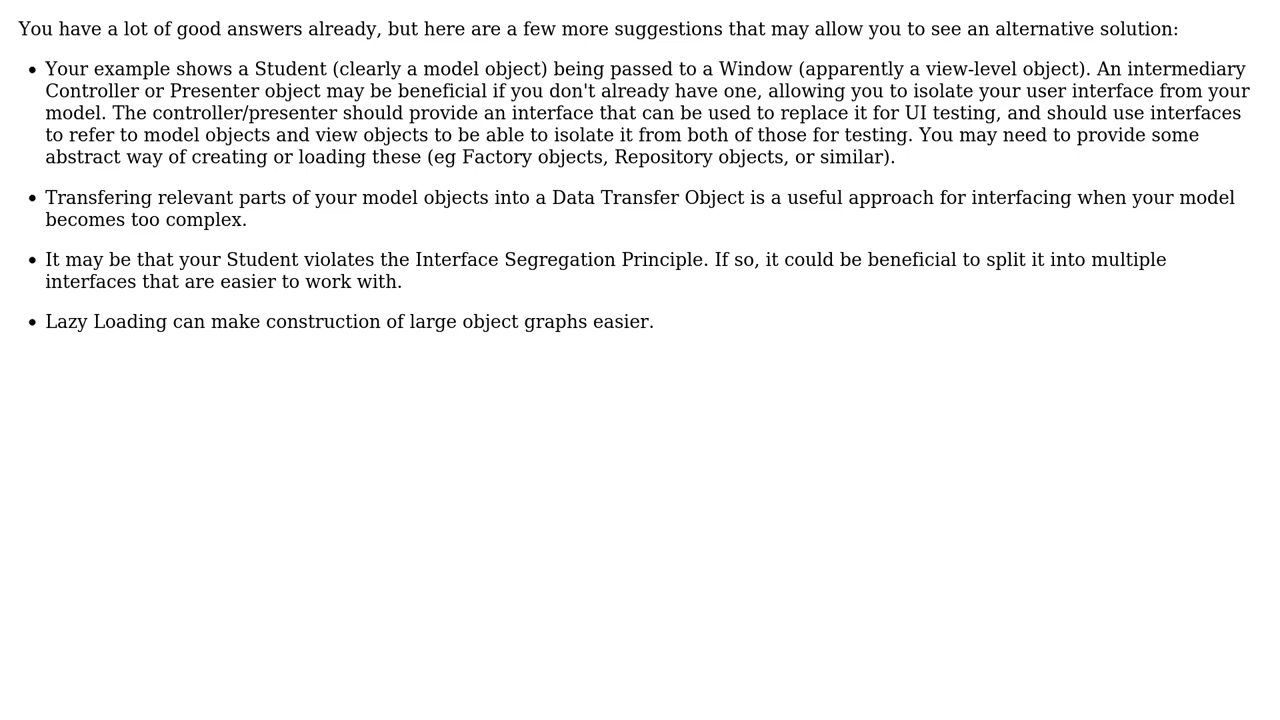 You have a lot of good answers already, but here are a few more suggestions that may allow you to see an alternative solution:
• Your example shows a Student (clearly a model object) being passed to a Window (apparently a view-level object). An intermediary
Controller or Presenter object may be beneficial if you don't already have one, allowing you to isolate your user interface from your
model. The controller/presenter should provide an interface that can be used to replace it for UI testing, and should use interfaces
to refer to model objects and view objects to be able to isolate it from both of those for testing. You may need to provide some
abstract way of creating or loading these (eg Factory objects, Repository objects, or similar).
• Transfering relevant parts of your model objects into a Data Transfer Object is a useful approach for interfacing when your model
becomes too complex.
• It may be that your Student violates the Interface Segregation Principle. If so, it could be beneficial to split it into multiple
interfaces that are easier to work with.
• Lazy Loading can make construction of large object graphs easier.